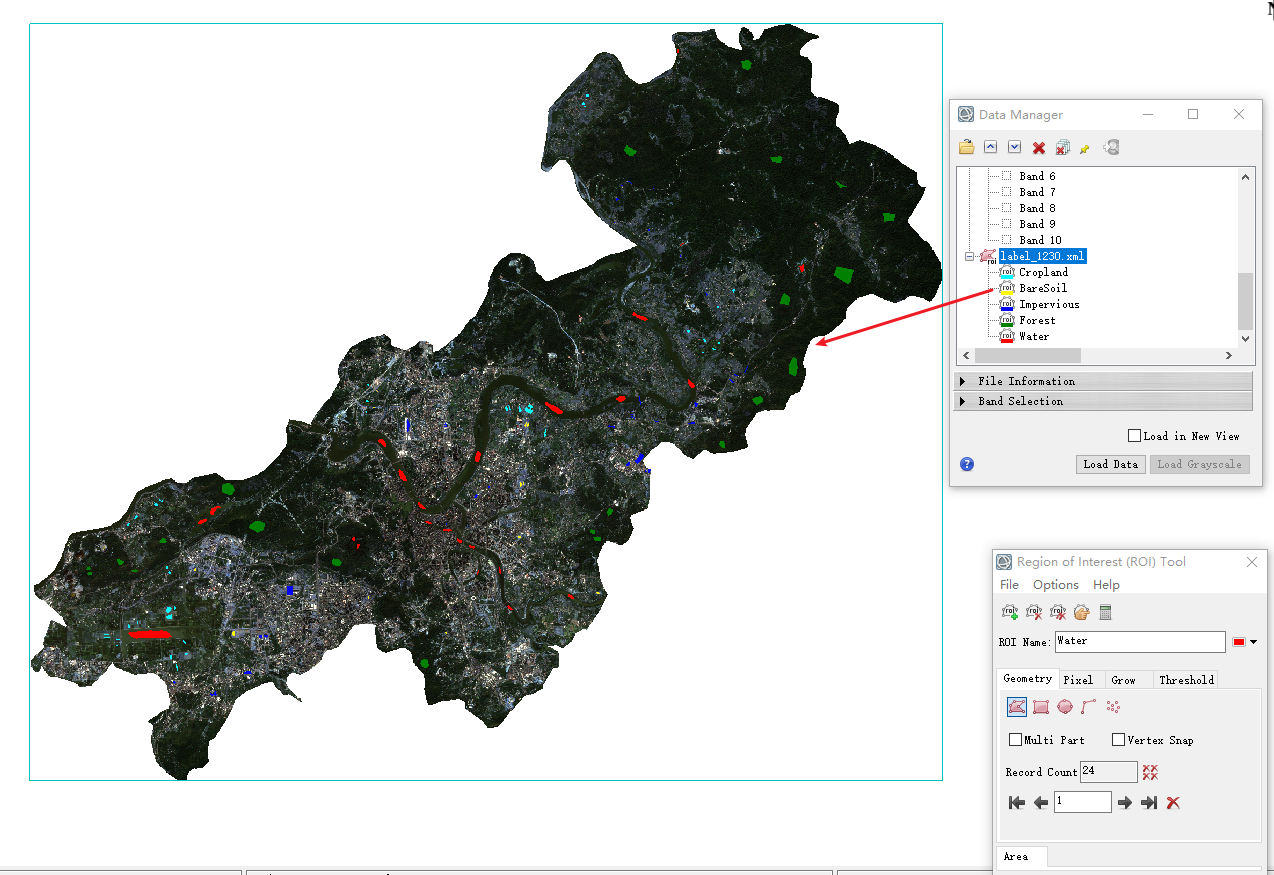 Data Manager
Band 6
Band 7
Band 8
Band 9
Band 10
label_1230.xml
Cropland
BareSoil
Impervious
Forest
Water
File Information
Band Selection
Load in New View
Load Data
Load Grayscale
Region of Interest (ROI) Tool
File Options Help
ROI Name: Water
Geometry Pixel Grow Threshold
Multi Part Vertex Snap
Record Count 24
1
Area